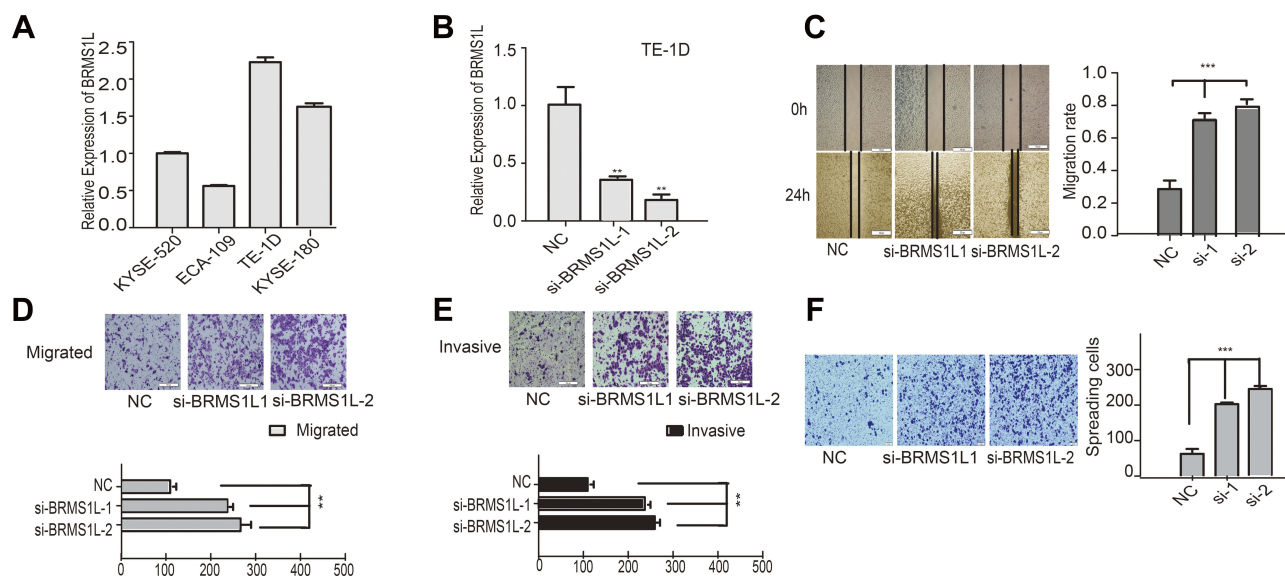 A
Relative Expression of BRMS1L
2.5
2.0
1.5
1.0
0.5
0.0
KYSE-520
ECA-109
TE-1D
KYSE-180
B
TE-1D
Relative Expression of BRMS1L
1.5
1.0
0.5
0.0
**
**
NC
si-BRMS1L-1
si-BRMS1L-2
C
0h
24h
NC
si-BRMS1L1
si-BRMS1L-2
Migration rate
1.0
0.8
0.6
0.4
0.2
0.0
***
NC
si-1
si-2
D
Migrated
NC
si-BRMS1L1
si-BRMS1L-2
Migrated
NC
si-BRMS1L-1
si-BRMS1L-2
**
0
100
200
300
400
500
E
Invasive
NC
si-BRMS1L1
si-BRMS1L-2
Invasive
NC
si-BRMS1L-1
si-BRMS1L-2
**
0
100
200
300
400
500
F
NC
si-BRMS1L1
si-BRMS1L-2
Spreading cells
300
200
100
0
***
NC
si-1
si-2